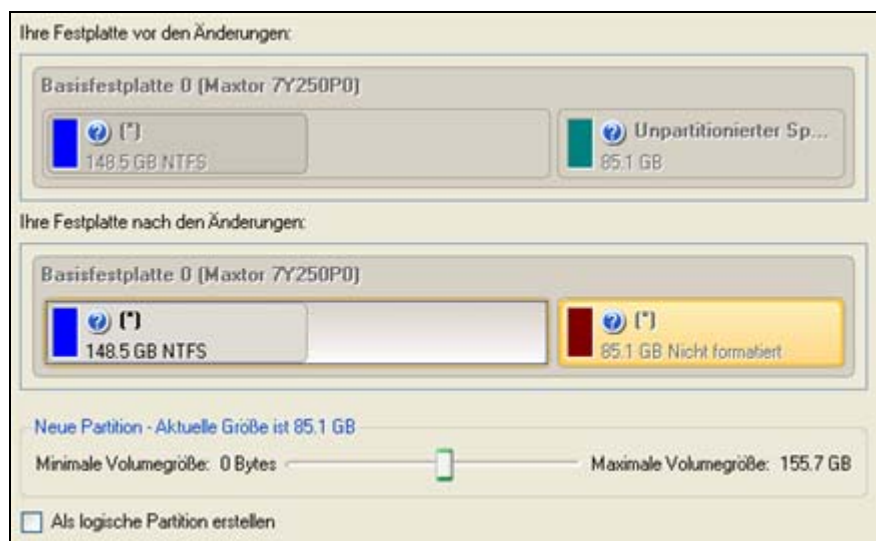 Ihre Festplatte vor den Änderungen:
Basisfestplatte 0 (Maxtor 7Y250P0)
(*)
148.5 GB NTFS
Unpartitionierter Sp...
85.1 GB
Ihre Festplatte nach den Änderungen:
Basisfestplatte 0 (Maxtor 7Y250P0)
(*)
148.5 GB NTFS
(*)
85.1 GB Nicht formatiert
Neue Partition - Aktuelle Größe ist 85.1 GB
Minimale Volumegröße: 0 Bytes
Maximale Volumegröße: 155.7 GB
Als logische Partition erstellen